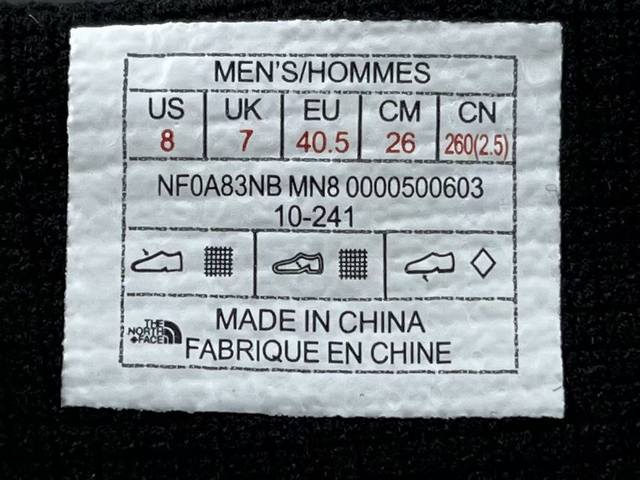 MEN'S/HOMMES
US UK EU CM CN
8 7 40.5 26 260(2.5)
NF0A83NB MN8 0000500603
10-241
THE
NORTH
FACE
MADE IN CHINA
FABRIQUE EN CHINE